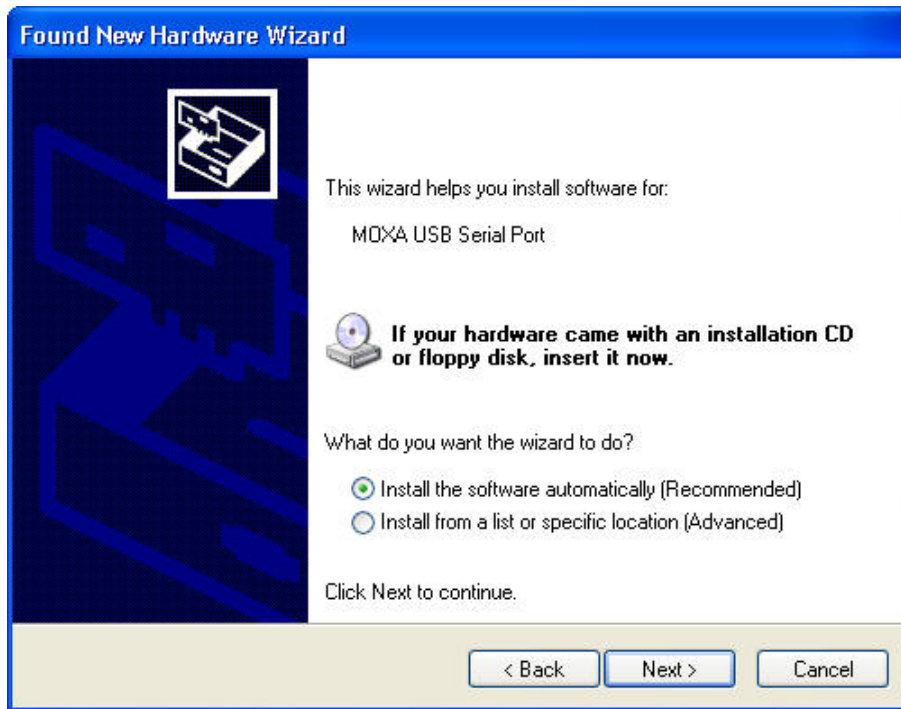 Found New Hardware Wizard
This wizard helps you install software for:
MOXA USB Serial Port
If your hardware came with an installation CD
or floppy disk, insert it now.
What do you want the wizard to do?
Install the software automatically (Recommended)
Install from a list or specific location (Advanced)
Click Next to continue.
< Back Next > Cancel